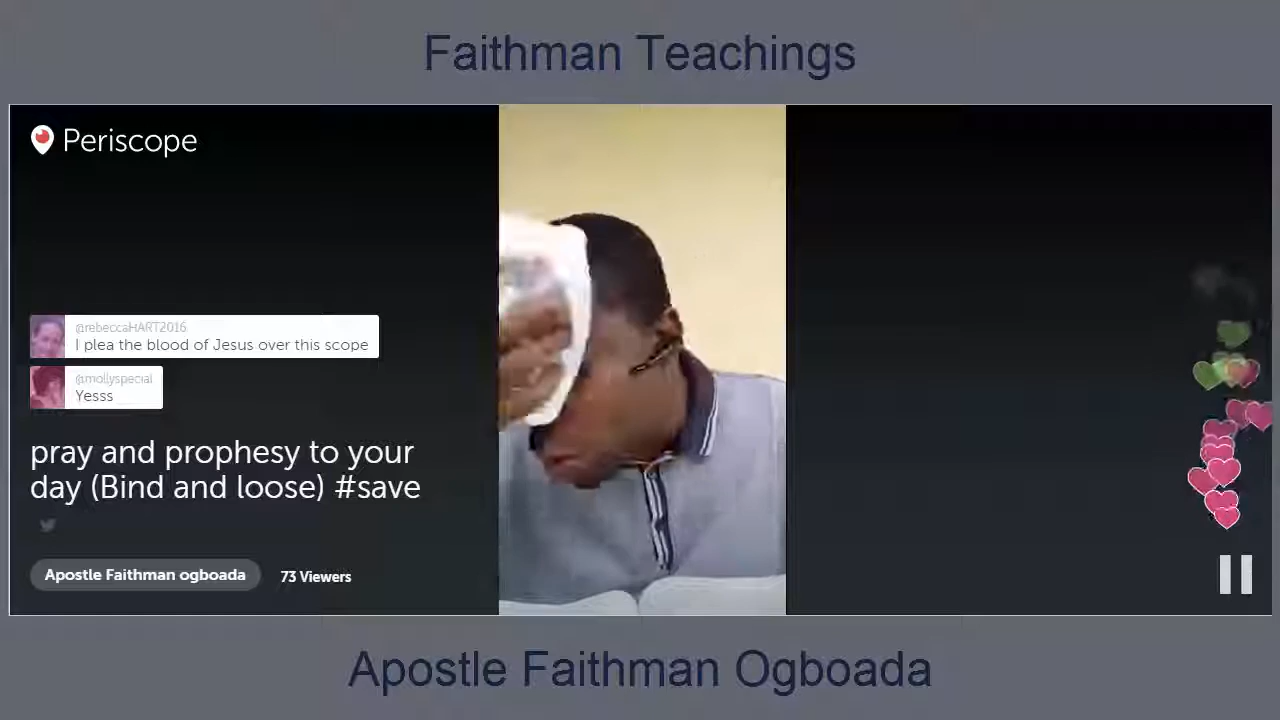 Faithman Teachings
Periscope
@rebeccaHART2016
I plea the blood of Jesus over this scope
@mollyspecial
Yesss
pray and prophesy to your
day (Bind and loose) #save
Apostle Faithman ogboada
73 Viewers
Apostle Faithman Ogboada